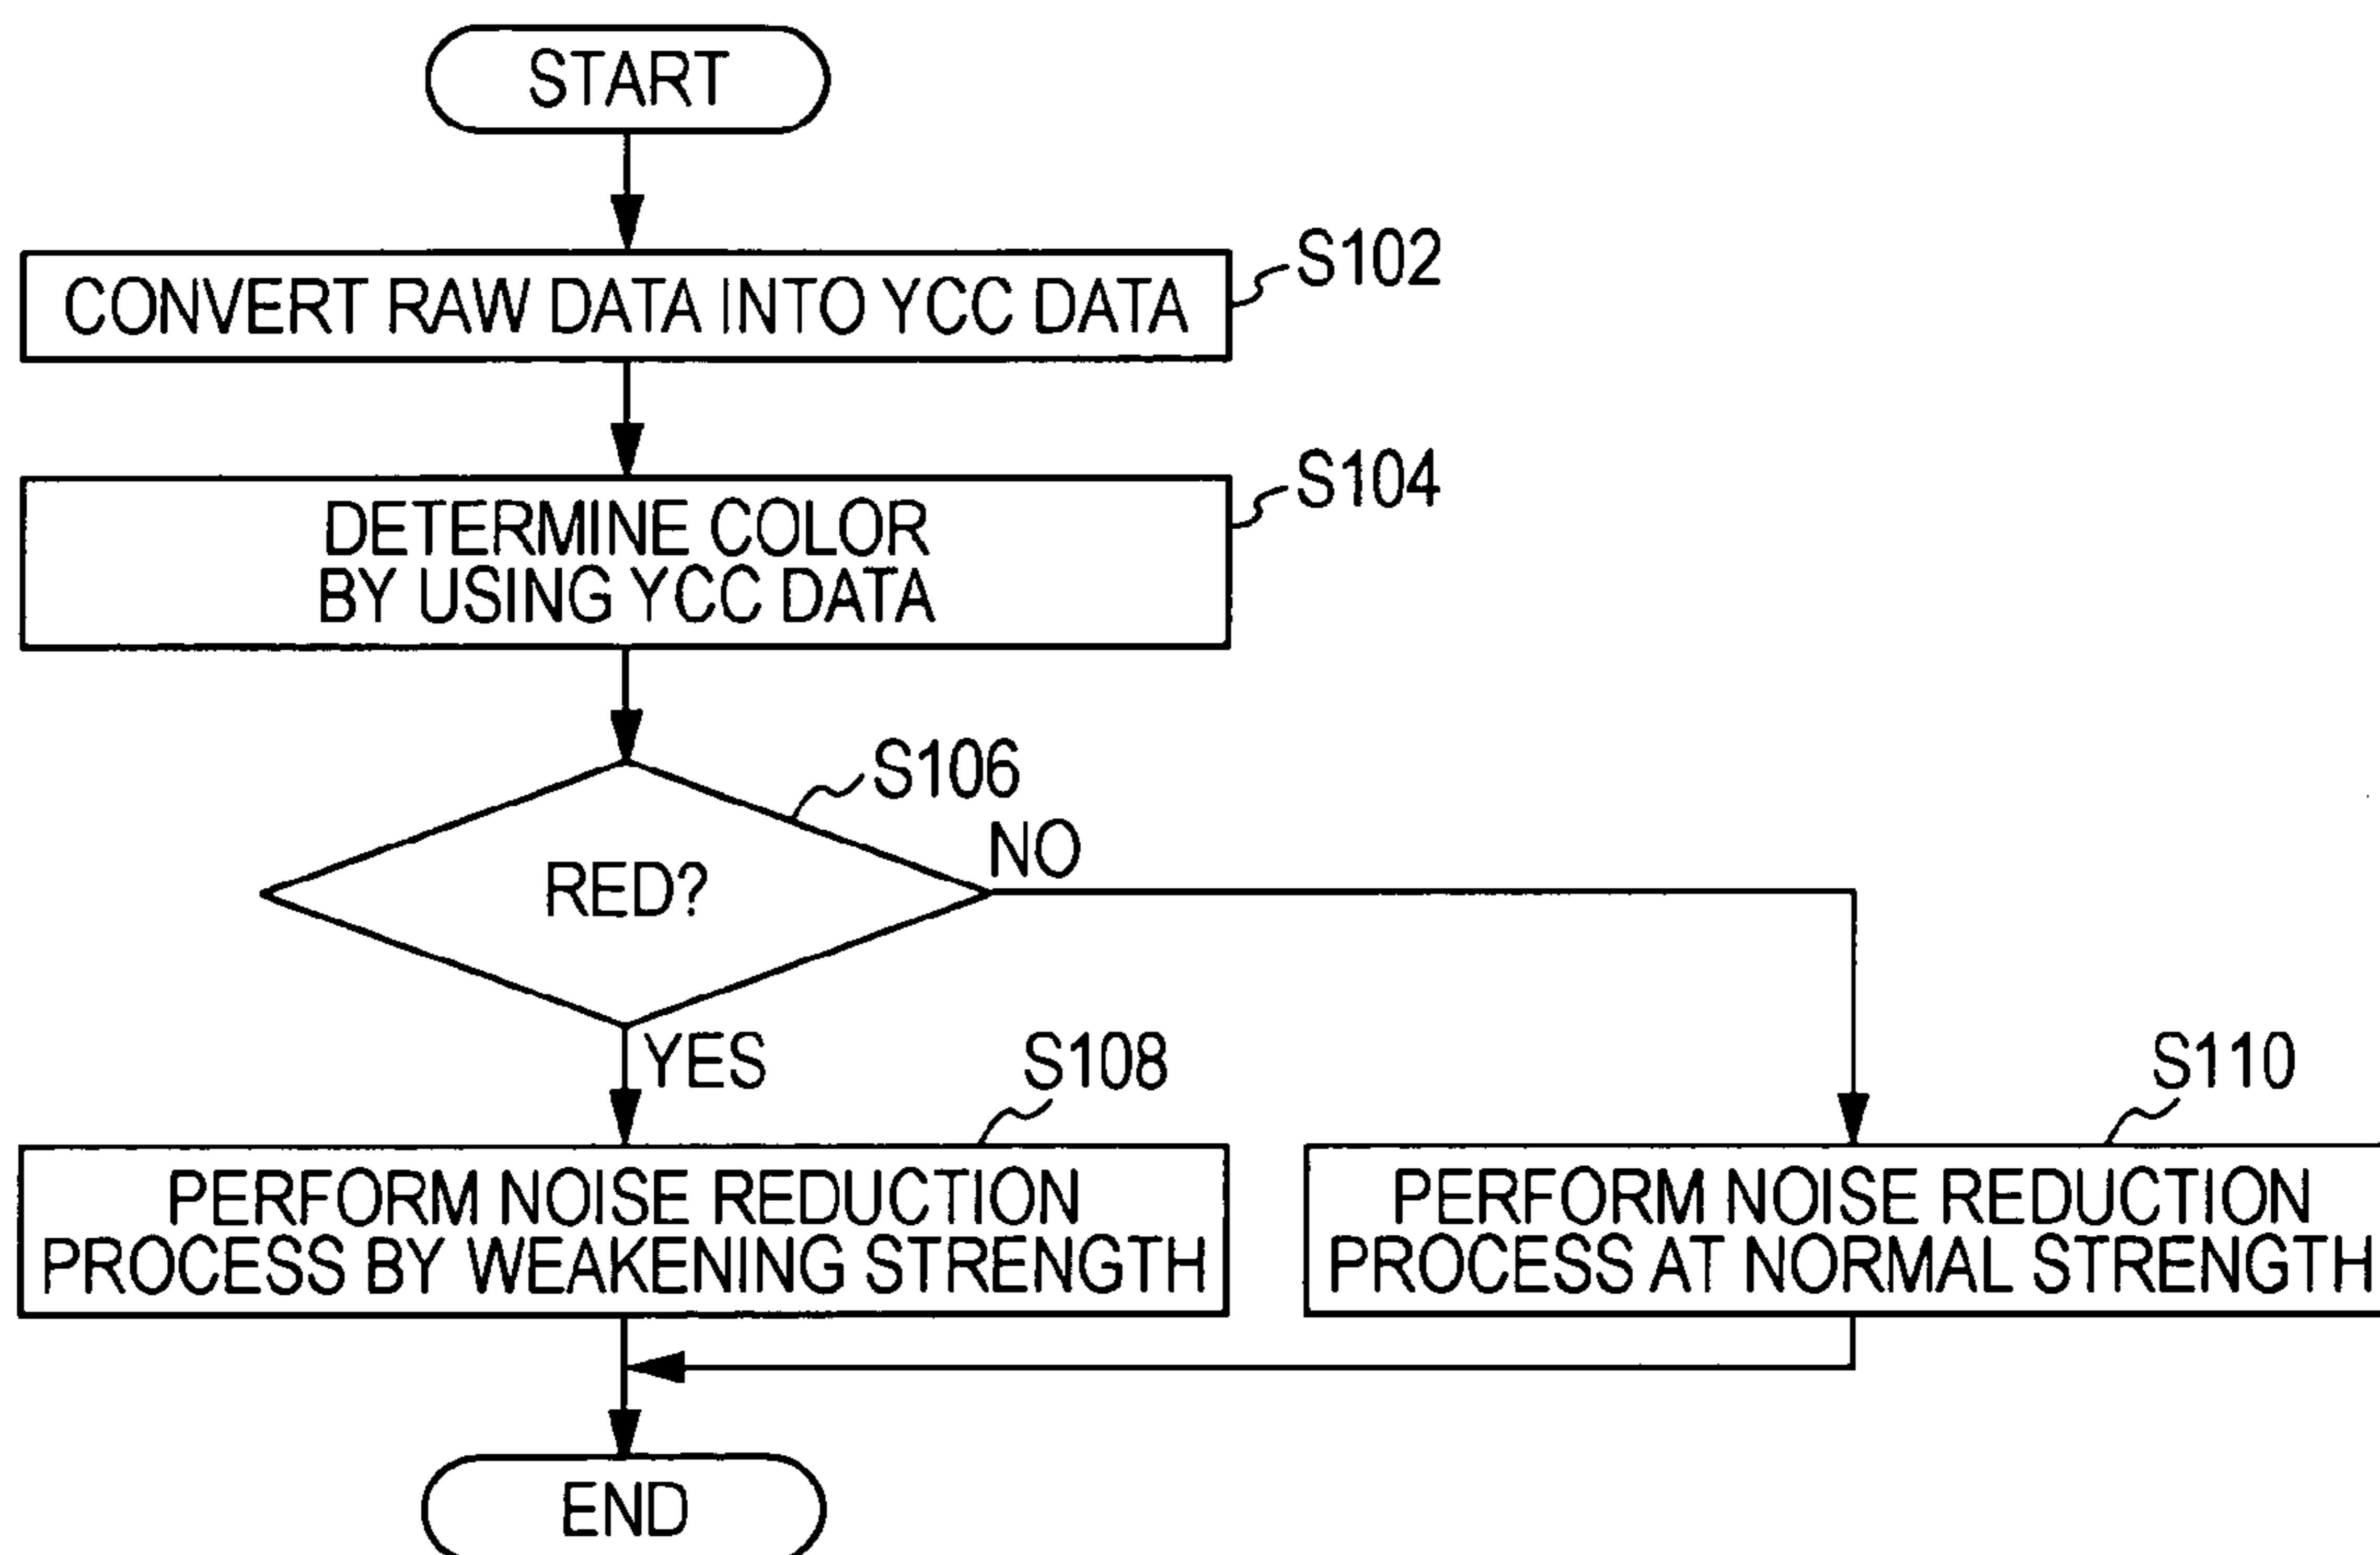 START
CONVERT RAW DATA INTO YCC DATA
S102
DETERMINE COLOR
BY USING YCC DATA
S104
S106
RED?
NO
YES
S108
PERFORM NOISE REDUCTION
PROCESS BY WEAKENING STRENGTH
S110
PERFORM NOISE REDUCTION
PROCESS AT NORMAL STRENGTH
END